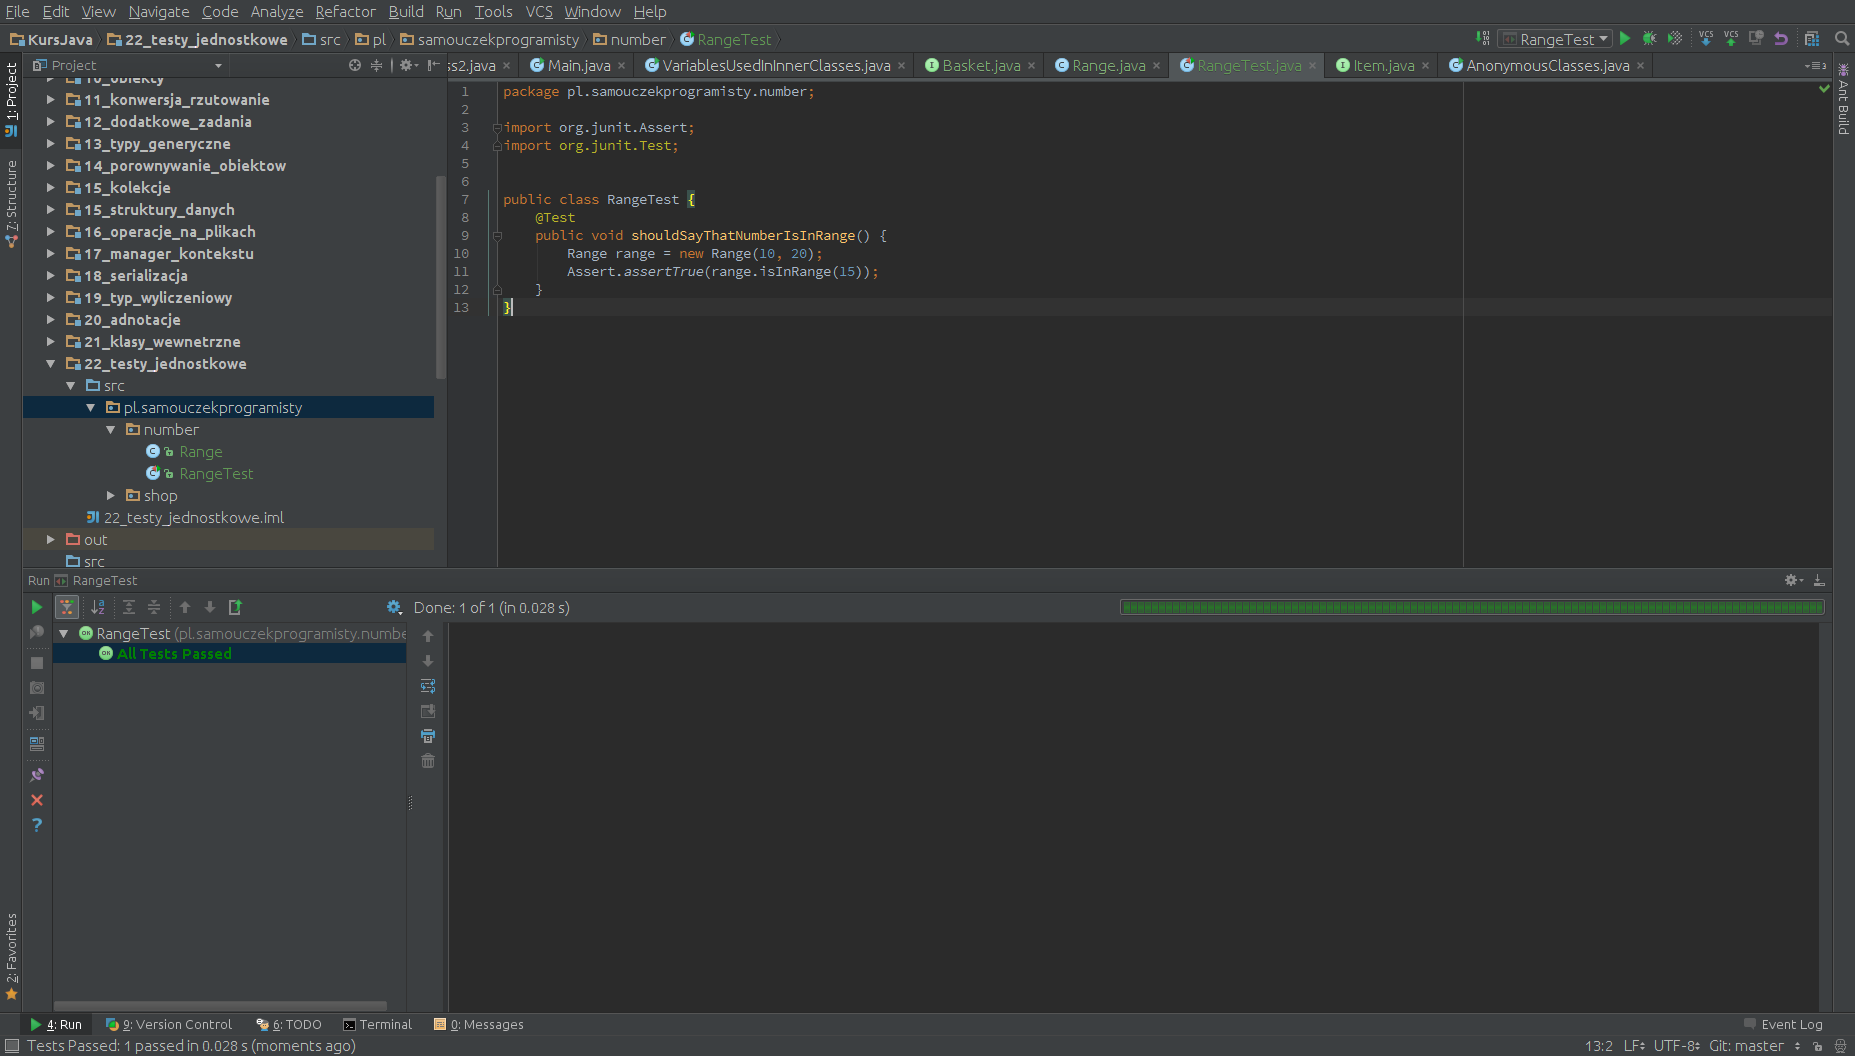 File Edit View Navigate Code Analyze Refactor Build Run Tools VCS Window Help
KursJava 22_testy_jednostkowe src pl samouczekprogramisty number RangeTest
RangeTest
VCS VCS
1: Project
Z: Structure
2: Favorites
Project
ss2.java Main.java VariablesUsedInInnerClasses.java Basket.java Range.java RangeTest.java Item.java AnonymousClasses.java
Ant Build
10_obiekty
11_konwersja_rzutowanie
12_dodatkowe_zadania
13_typy_generyczne
14_porownywanie_obiektow
15_kolekcje
15_struktury_danych
16_operacje_na_plikach
17_manager_kontekstu
18_serializacja
19_typ_wyliczeniowy
20_adnotacje
21_klasy_wewnetrzne
22_testy_jednostkowe
src
pl.samouczekprogramisty
number
Range
RangeTest
shop
22_testy_jednostkowe.iml
out
src
1 package pl.samouczekprogramisty.number;
2
3 import org.junit.Assert;
4 import org.junit.Test;
5
6
7 public class RangeTest {
8 @Test
9 public void shouldSayThatNumberIsInRange() {
10 Range range = new Range(10, 20);
11 Assert.assertTrue(range.isInRange(15));
12 }
13 }
Run RangeTest
Done: 1 of 1 (in 0.028 s)
RangeTest (pl.samouczekprogramisty.numbe
OK All Tests Passed
4: Run 9: Version Control 6: TODO Terminal 0: Messages Event Log
Tests Passed: 1 passed in 0.028 s (moments ago) 13:2 LF UTF-8 Git: master